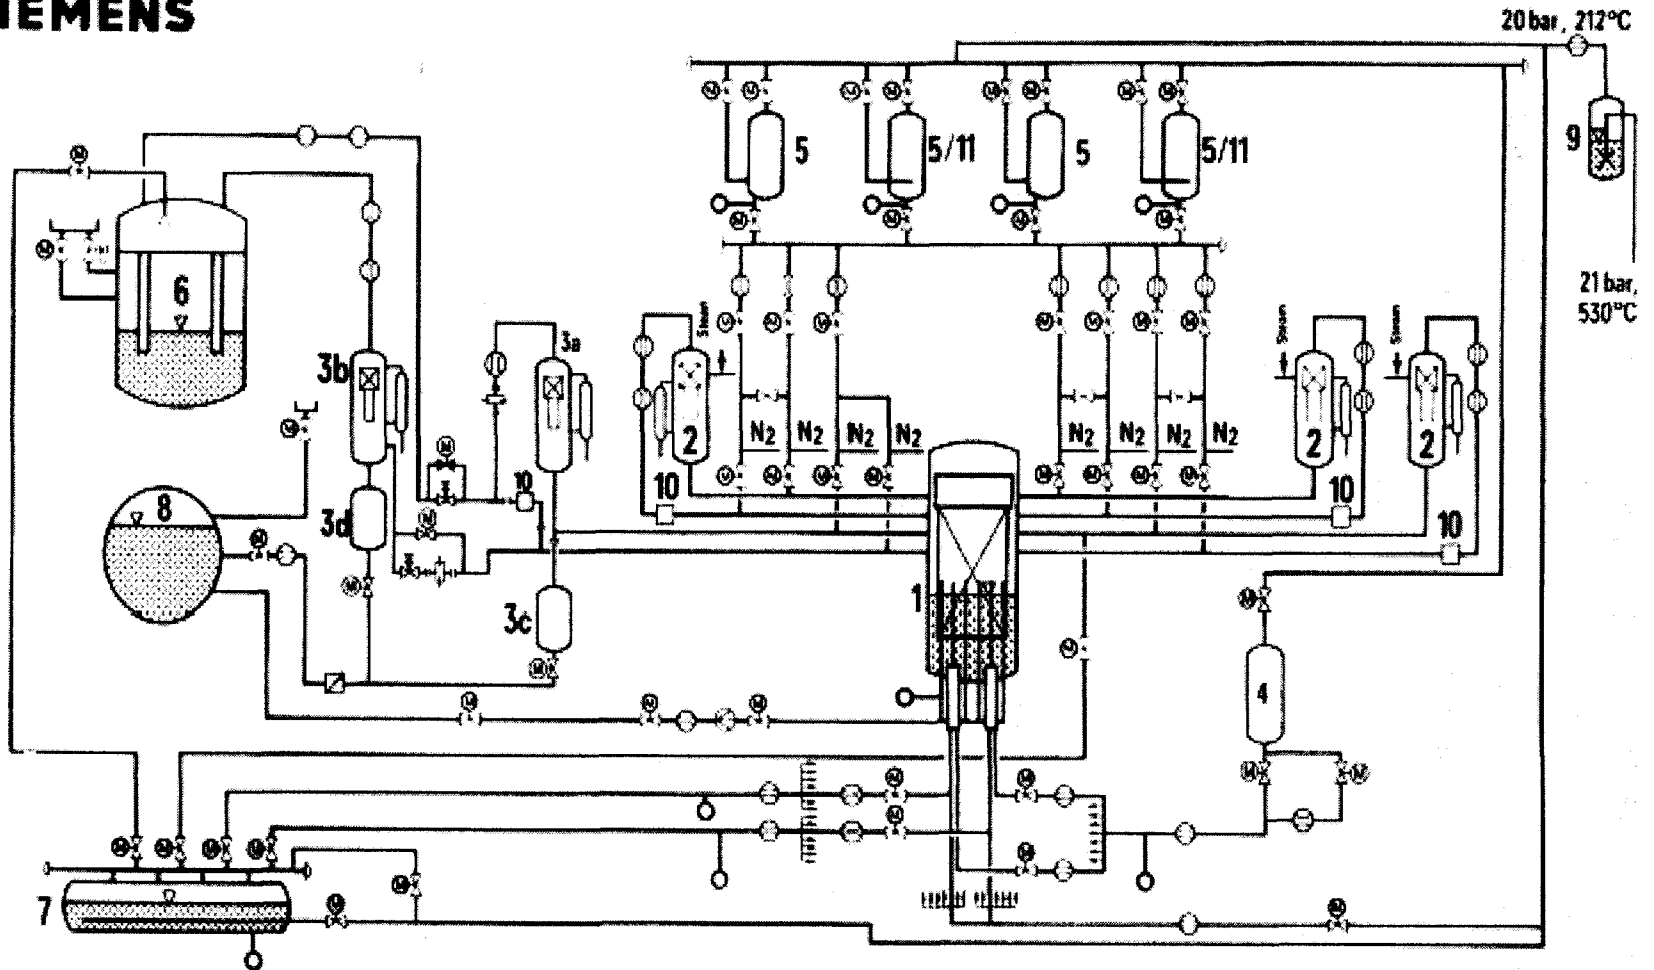 IEMENS
20 bar, 212°C
M M M M M M M M
5 5/11 5 5/11
9
M
M M M M
21 bar,
530°C
6
M
Steam
M M M M M M M
Steam Steam
3b 3a
2
N2 N2 N2 N2 N2 N2 N2 N2
2 2
M
M
M M M M M M M M
10 10 10
8
3d
M
M
10
M
M
1
3c
M
M
4
M M M
M M
M M
M
M M M M
M
M
M
7
M